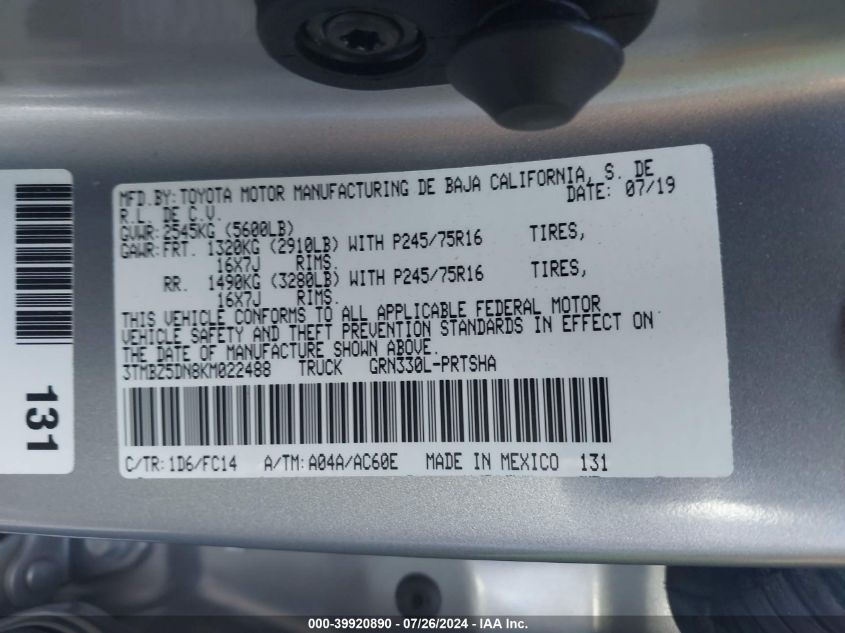 MFD.BY:TOYOTA MOTOR MANUFACTURING DE BAJA CALIFORNIA, S. DE
R.L. DE C.V. DATE: 07/19
GVWR:2545KG (5600LB)
GAWR:FRT. 1320KG (2910LB) WITH P245/75R16 TIRES,
16X7J RIMS.
RR. 1490KG (3280LB) WITH P245/75R16 TIRES,
16X7J RIMS.
THIS VEHICLE CONFORMS TO ALL APPLICABLE FEDERAL MOTOR
VEHICLE SAFETY AND THEFT PREVENTION STANDARDS IN EFFECT ON
THE DATE OF MANUFACTURE SHOWN ABOVE.
3TMBZ5DN8KM022488 TRUCK GRN330L-PRTSHA
C/TR:1D6/FC14 A/TM:A04A/AC60E MADE IN MEXICO 131
131
000-39920890 - 07/26/2024 - IAA Inc.